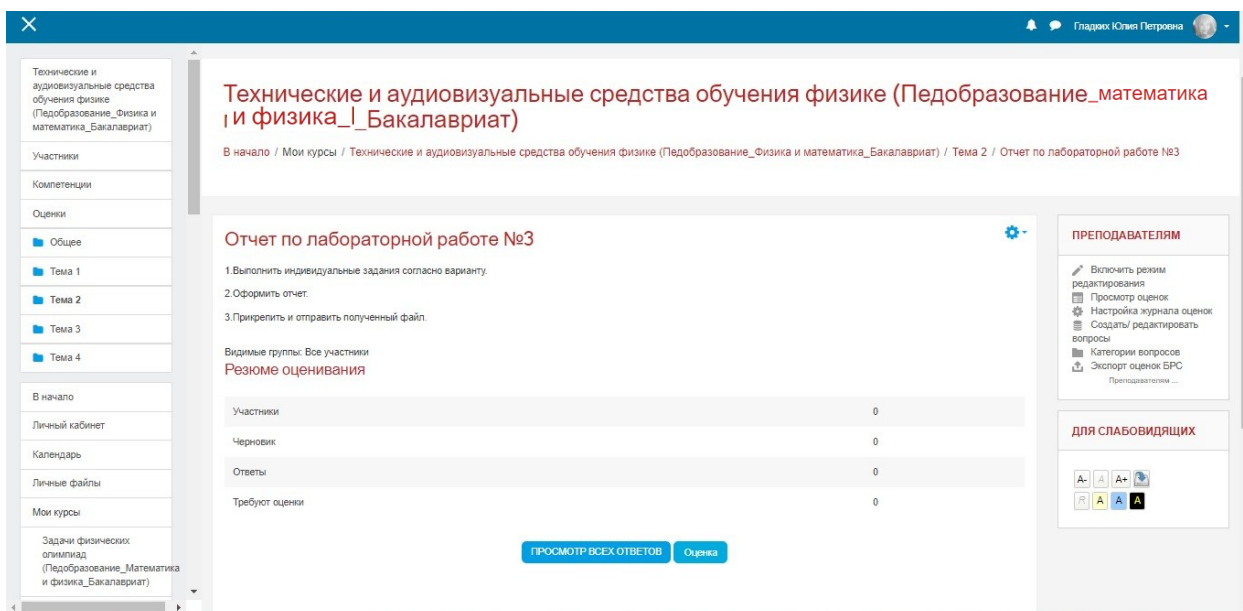 Гладких Юлия Петровна
Технические и
аудиовизуальные средства
обучения физике
(Педобразование_Физика и
математика_Бакалавриат)
Участники
Компетенции
Оценки
Общее
Тема 1
Тема 2
Тема 3
Тема 4
В начало
Личный кабинет
Календарь
Личные файлы
Мои курсы
Задачи физических
олимпиад
(Педобразование_Математика
и физика_Бакалавриат)
Технические и аудиовизуальные средства обучения физике (Педобразование_математика
и физика_|_Бакалавриат)
В начало / Мои курсы / Технические и аудиовизуальные средства обучения физике (Педобразование_Физика и математика_Бакалавриат) / Тема 2 / Отчет по лабораторной работе №3
Отчет по лабораторной работе №3
1.Выполнить индивидуальные задания согласно варианту.
2.Оформить отчет.
3.Прикрепить и отправить полученный файл.
Видимые группы: Все участники
Резюме оценивания
Участники 0
Черновик 0
Ответы 0
Требуют оценки 0
ПРОСМОТР ВСЕХ ОТВЕТОВ Оценка
ПРЕПОДАВАТЕЛЯМ
Включить режим
редактирования
Просмотр оценок
Настройка журнала оценок
Создать/ редактировать
вопросы
Категории вопросов
Экспорт оценок БРС
Преподавателям ...
ДЛЯ СЛАБОВИДЯЩИХ
A- A A+
R A A A